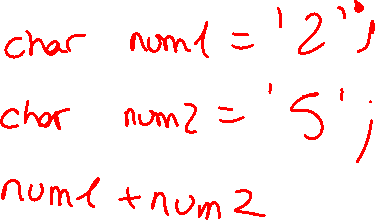 char num1 = '2';
char num2 = '5';
num1 + num2